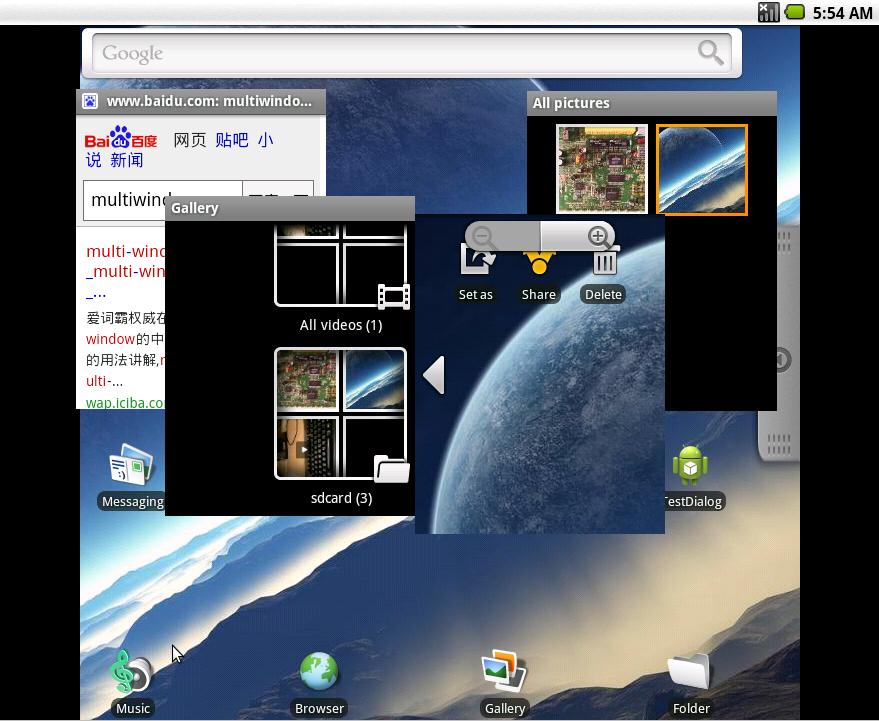 5:54 AM
Google
www.baidu.com: multiwindo...
Bai du 百度 网页 贴吧 小
说 新闻
multiwind
multi-wind
_multi-win
_...
爱词霸权威在
window的中
的用法讲解,
ulti-...
wap.iciba.co
All pictures
Gallery
All videos (1)
sdcard (3)
Set as
Share
Delete
Messaging
TestDialog
Music
Browser
Gallery
Folder